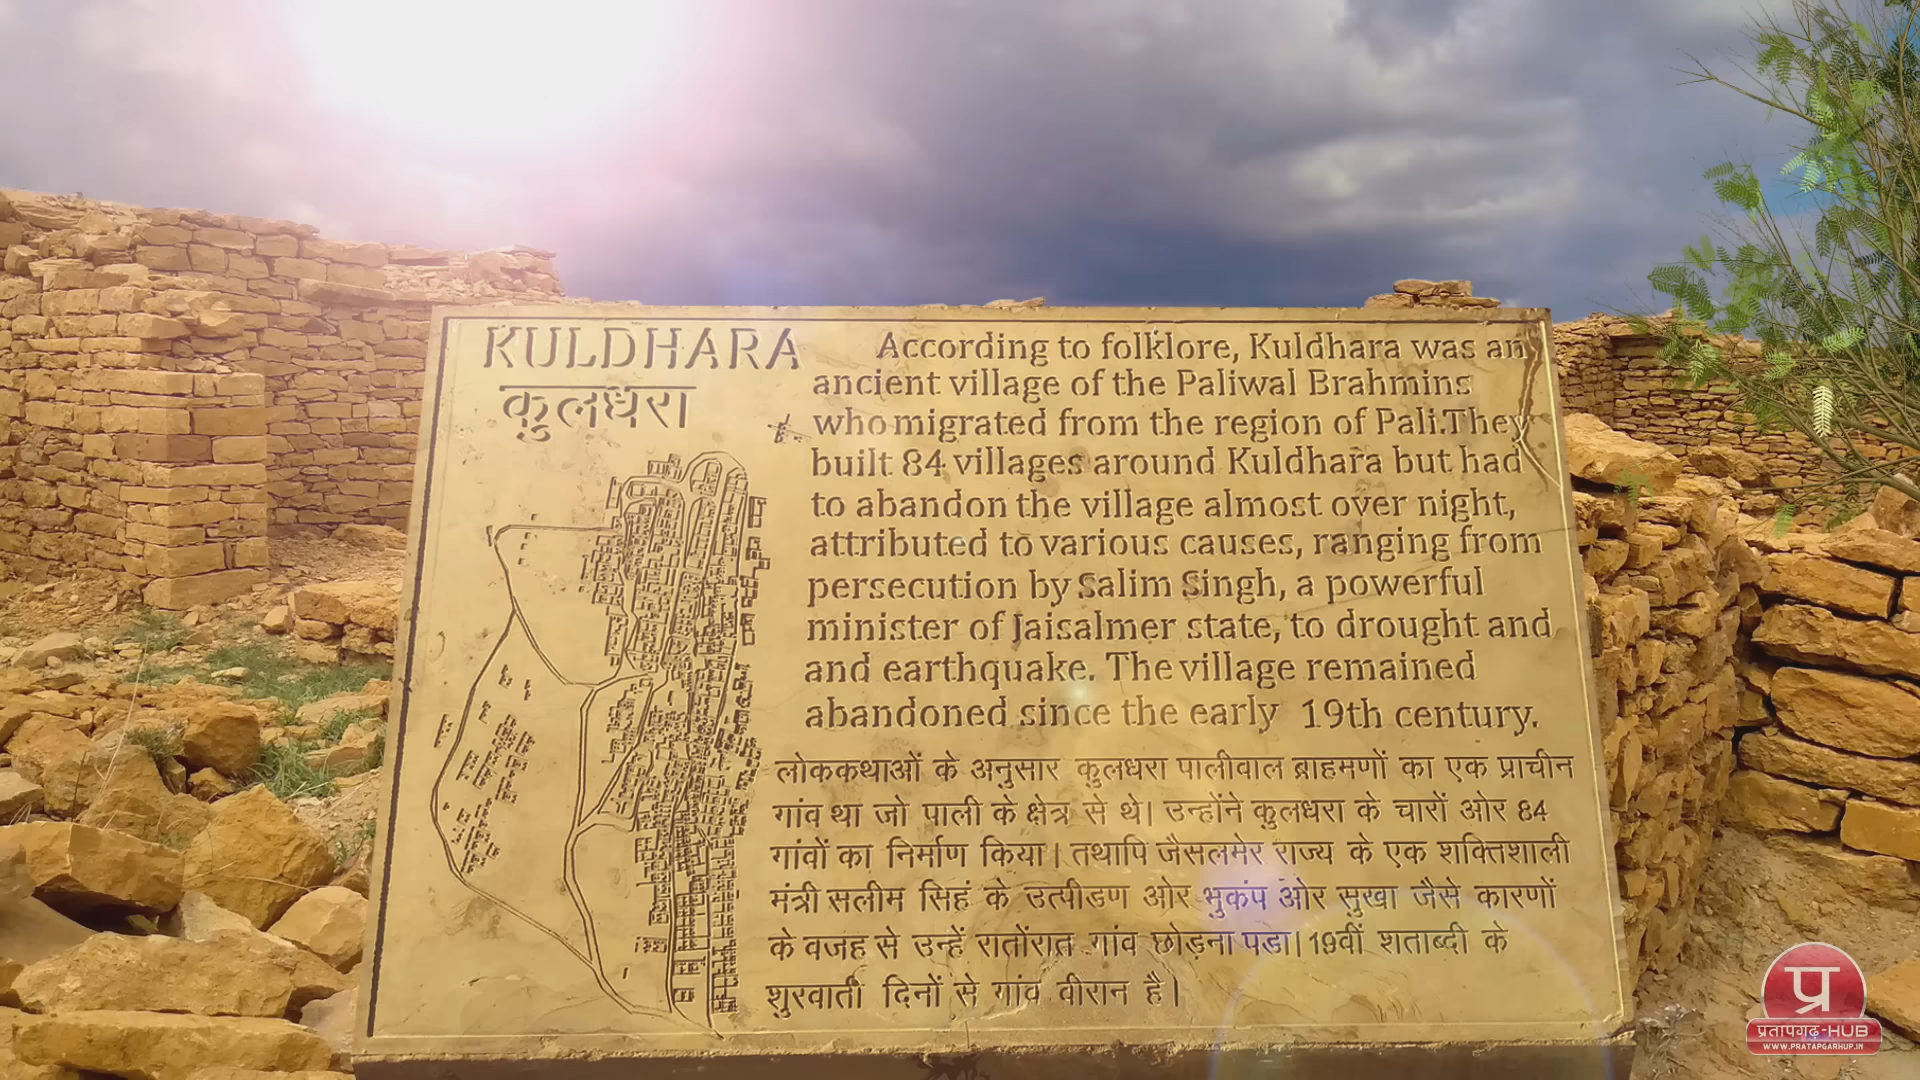 KULDHARA
कुलधरा
According to folklore, Kuldhara was an
ancient village of the Paliwal Brahmins
who migrated from the region of Pali.They
built 84 villages around Kuldhara but had
to abandon the village almost over night,
attributed to various causes, ranging from
persecution by Salim Singh, a powerful
minister of Jaisalmer state, to drought and
and earthquake. The village remained
abandoned since the early 19th century.
लोककथाओं के अनुसार कुलधरा पालीवाल ब्राहमणों का एक प्राचीन
गांव था जो पाली के क्षेत्र से थे। उन्होंने कुलधरा के चारों ओर 84
गांवों का निर्माण किया। तथापि जैसलमेर राज्य के एक शक्तिशाली
मंत्री सलीम सिहं के उत्पीडण ओर भुकंप ओर सुखा जैसे कारणों
के वजह से उन्हें रातोंरात गांव छोड़ना पडा। 19वीं शताब्दी के
शुरवाती दिनों से गांव वीरान है।
प्र
प्रतापगढ़-HUB
WWW.PRATAPGARHUP.IN